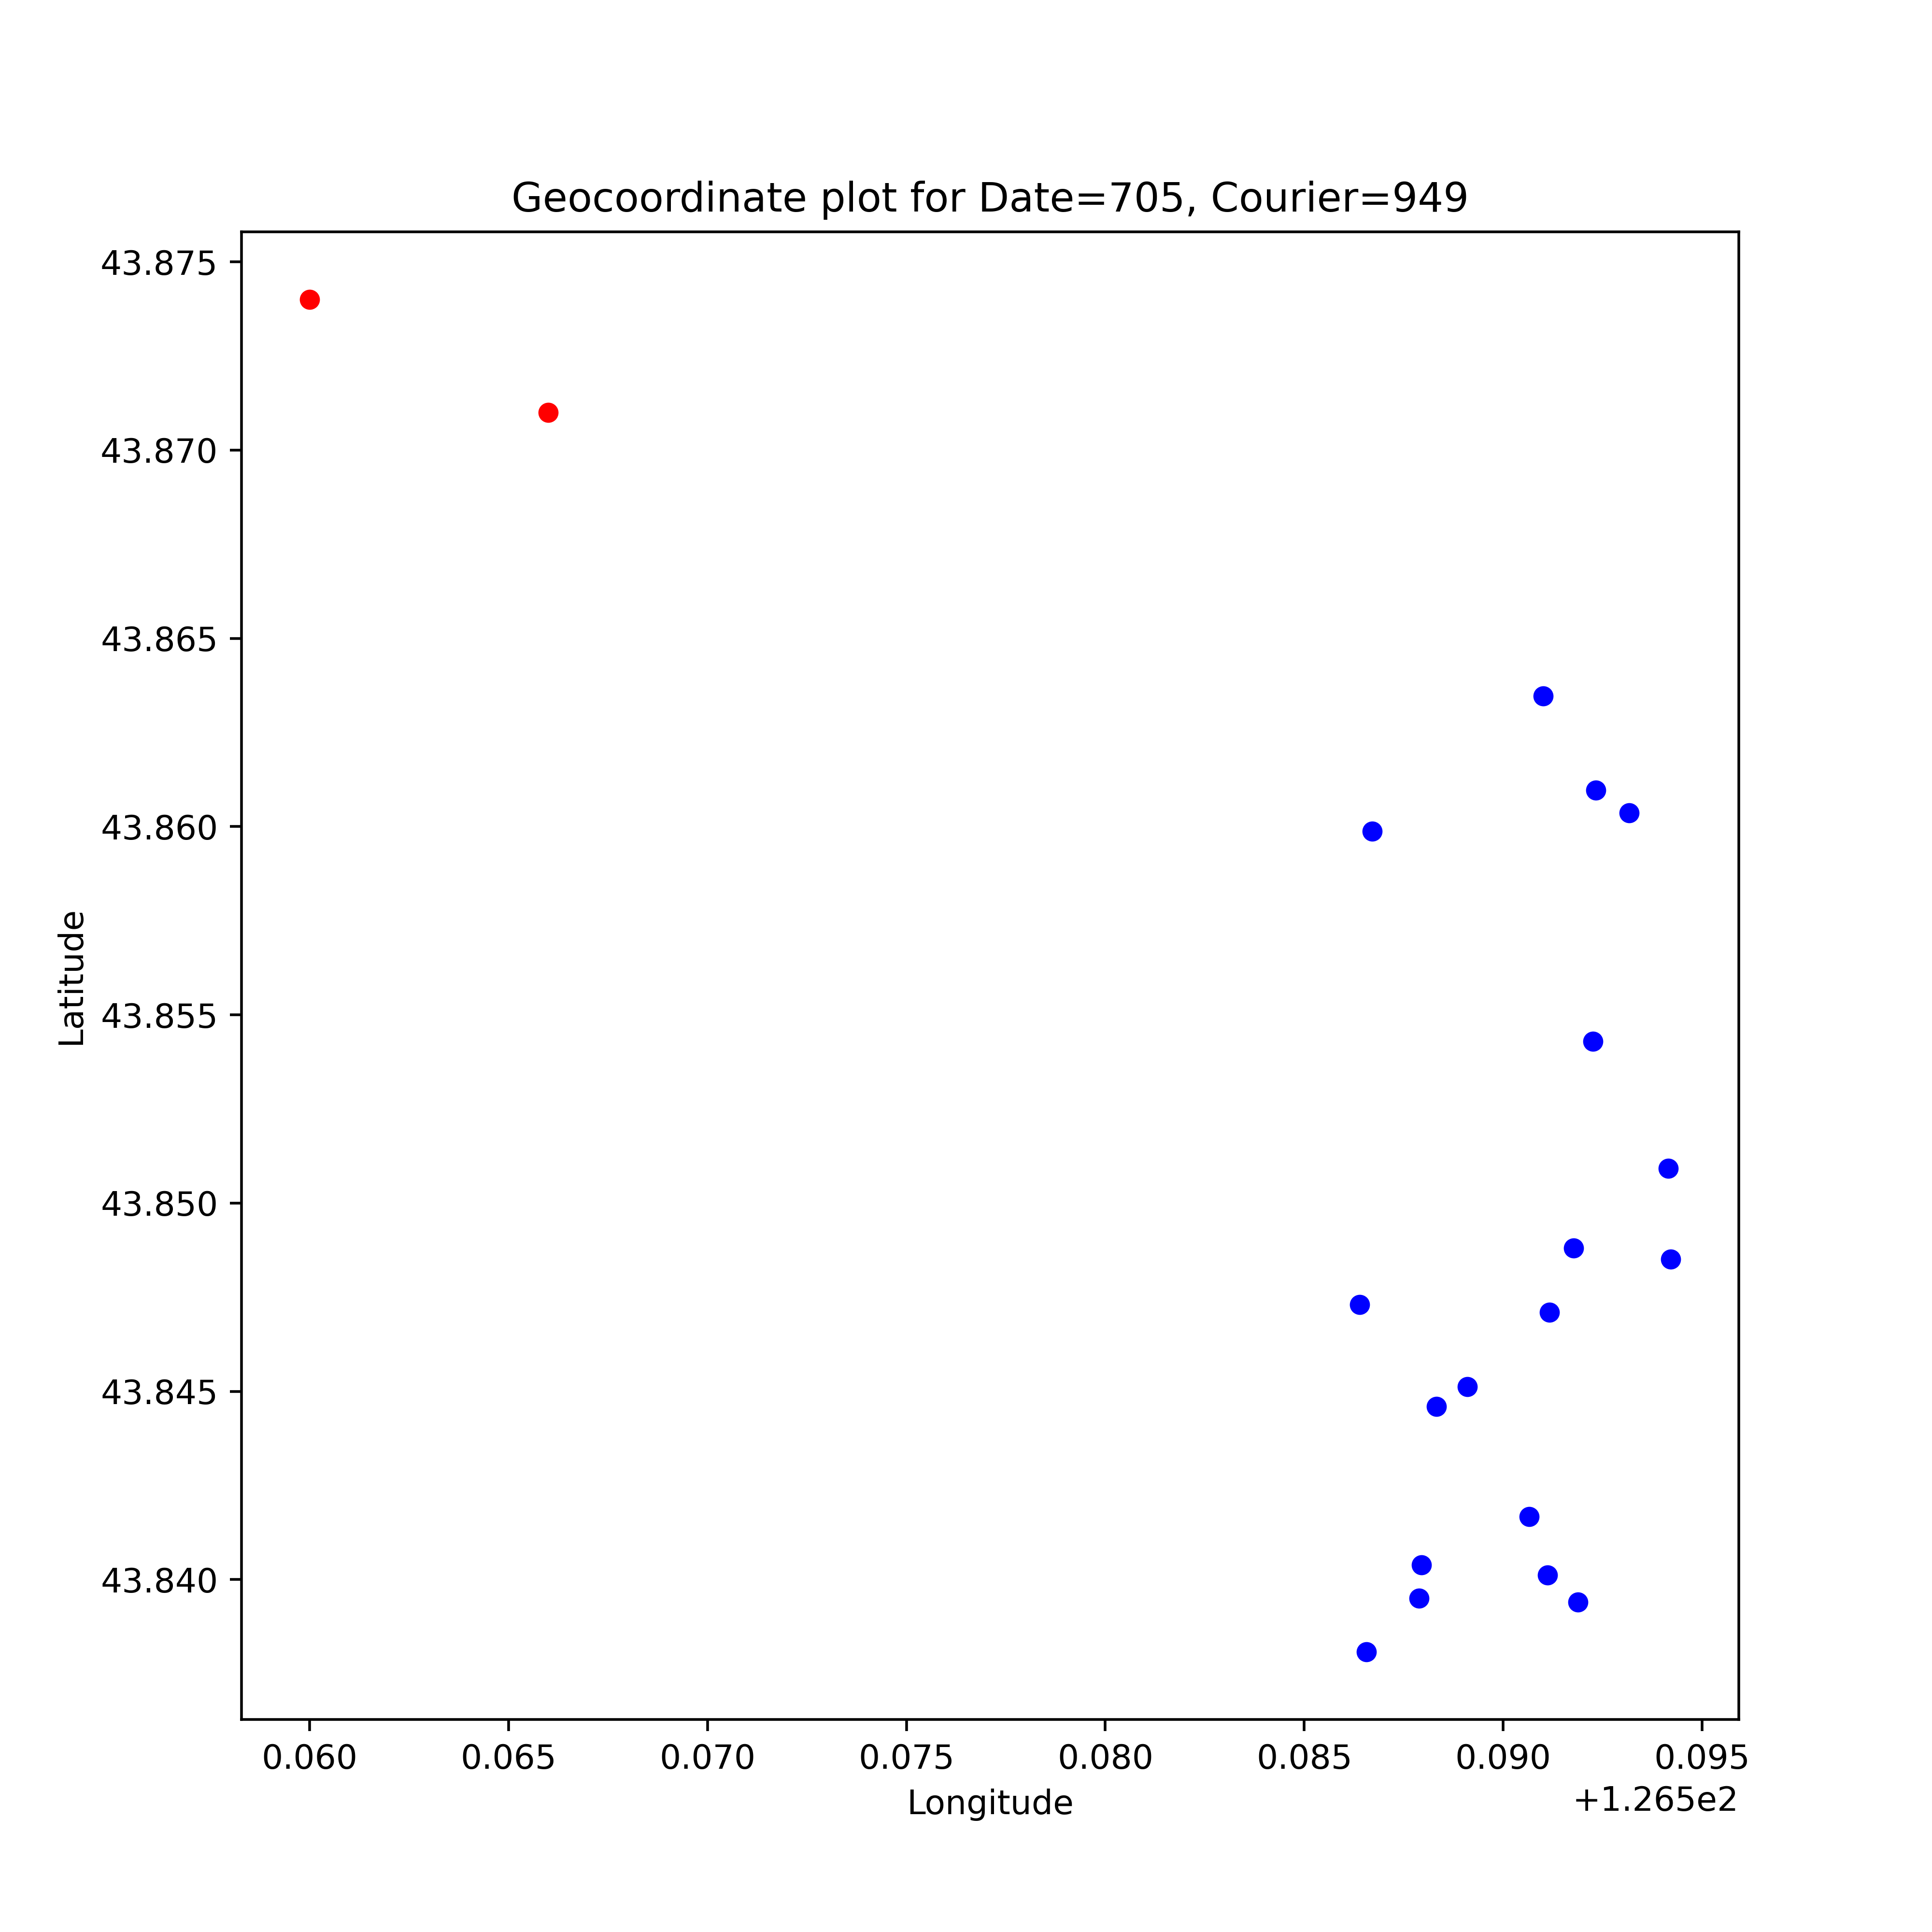 Geocoordinate plot for Date=705, Courier=949
43.875
43.870
43.865
43.860
43.855
43.850
43.845
43.840
Latitude
0.060 0.065 0.070 0.075 0.080 0.085 0.090 0.095
Longitude
+1.265e2